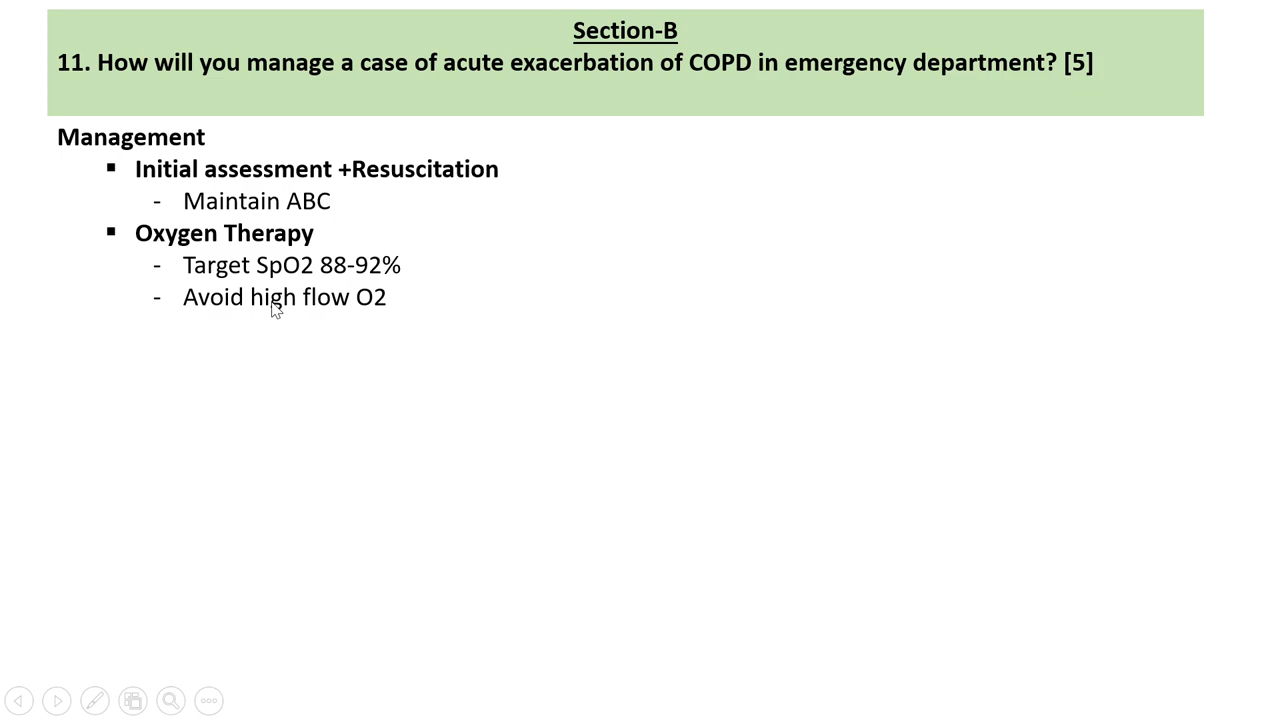 Section-B
11. How will you manage a case of acute exacerbation of COPD in emergency department? [5]
Management
▪ Initial assessment +Resuscitation
- Maintain ABC
▪ Oxygen Therapy
- Target SpO2 88-92%
- Avoid high flow O2